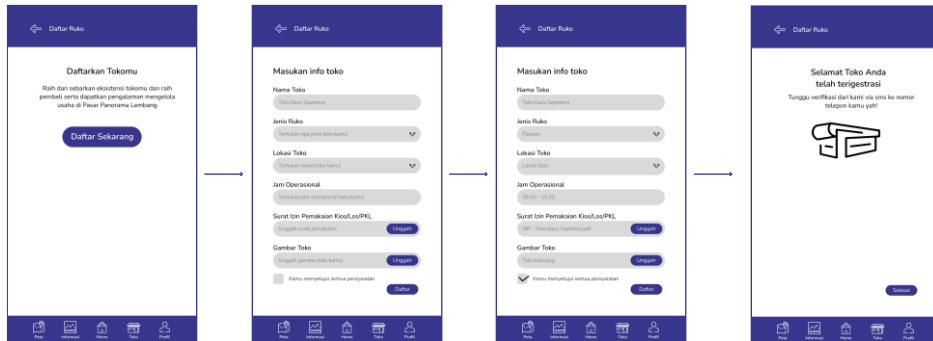 Daftar Ruko
Daftarkan Tokomu
Raih dan sebarkan eksistensi tokomu dan raih
pembeli serta dapatkan pengalaman mengelola
usaha di Pasar Panorama Lembang
Daftar Sekarang
Peta
Informasi
Home
Toko
Profil
Daftar Ruko
Masukan info toko
Nama Toko
Toko Kaos Sejahtera
Jenis Ruko
Tentukan apa jenis toko kamu!
Lokasi Toko
Tentukan lokasi toko kamu!
Jam Operasional
Tentukan jam operasional toko kamu!
Surat Izin Pemakaian Kios/Los/PKL
Unggah surat pemakaian
Unggah
Gambar Toko
Unggah gambar toko kamu!
Unggah
Kamu menyetujui semua persyaratan
Daftar
Peta
Informasi
Home
Toko
Profil
Daftar Ruko
Masukan info toko
Nama Toko
Toko Kaos Sejahtera
Jenis Ruko
Pakaian
Lokasi Toko
Lantai Satu
Jam Operasional
09.00 - 15.00
Surat Izin Pemakaian Kios/Los/PKL
SIP - Toko Kaos Sejahtera.pdf
Unggah
Gambar Toko
Toko Kaos.jpg
Unggah
Kamu menyetujui semua persyaratan
Daftar
Peta
Informasi
Home
Toko
Profil
Daftar Ruko
Selamat Toko Anda
telah terigestrasi
Tunggu verifikasi dari kami via sms ke nomor
telepon kamu yah!
Selesai
Peta
Informasi
Home
Toko
Profil